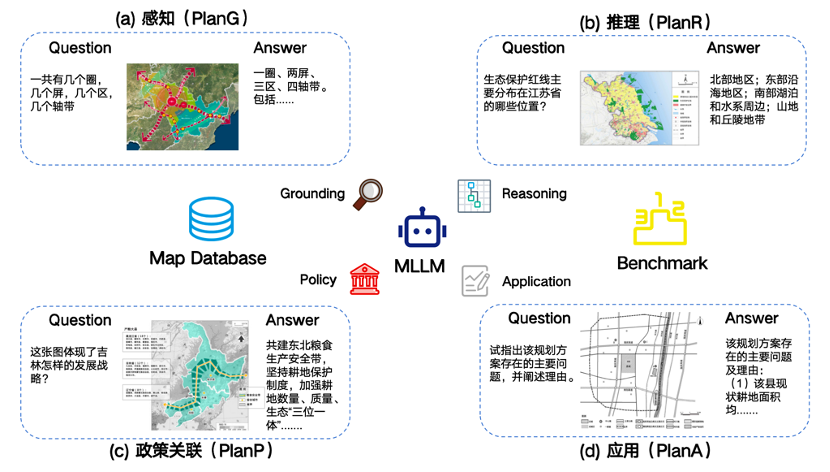 (a) 感知（PlanG）
(b) 推理（PlanR）
Question
Answer
一共有几个圈，
几个屏，几个区，
几个轴带
一圈、两屏、
三区、四轴带。
包括......
Question
Answer
生态保护红线主
要分布在江苏省
的哪些位置？
北部地区；东部沿
海地区；南部湖泊
和水系周边；山地
和丘陵地带
Grounding
Reasoning
Map Database
MLLM
Benchmark
3
1
2
Policy
Application
Question
Answer
这张图体现了吉
林怎样的发展战
略？
共建东北粮食
生产安全带，
坚持耕地保护
制度，加强耕
地数量、质量、
生态“三位一
体”.......
Question
Answer
试指出该规划方
案存在的主要问
题，并阐述理由。
该规划方案存
在的主要问题
及理由：
（1）该县现
状耕地面积
均.......
(c) 政策关联（PlanP）
(d) 应用（PlanA）